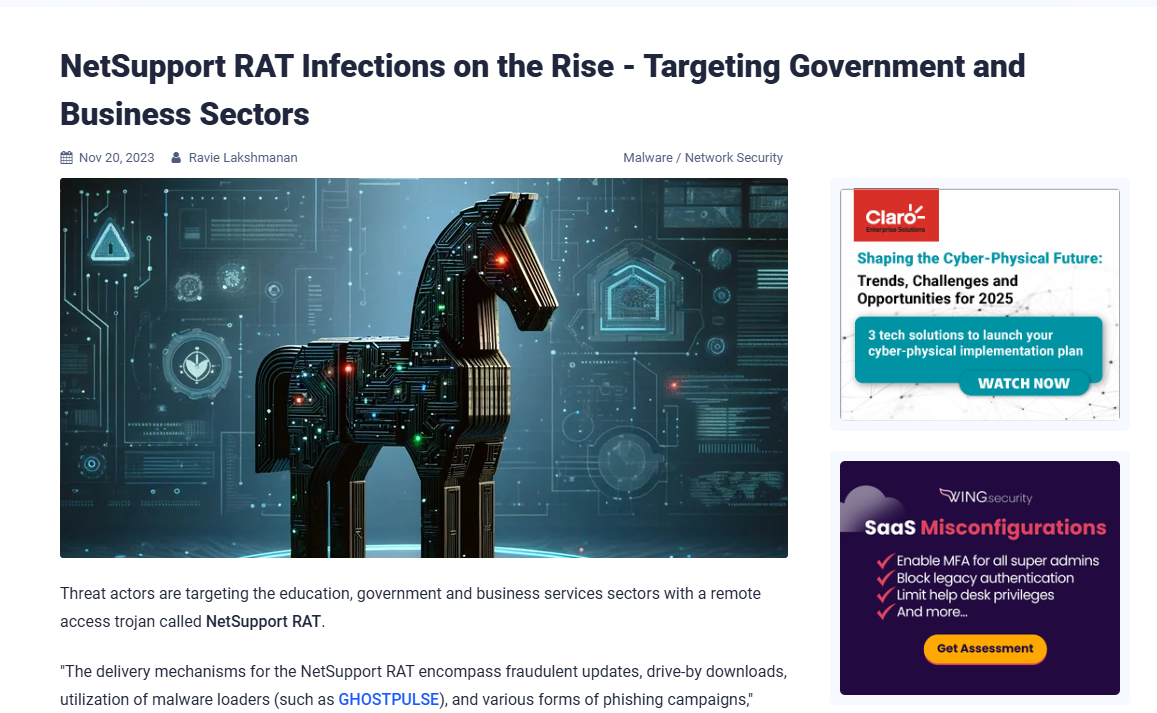 NetSupport RAT Infections on the Rise - Targeting Government and
Business Sectors
Nov 20, 2023 Ravie Lakshmanan Malware / Network Security
Claro
Enterprise Solutions
Shaping the Cyber-Physical Future:
Trends, Challenges and
Opportunities for 2025
3 tech solutions to launch your
cyber-physical implementation plan
WATCH NOW
WING security
SaaS Misconfigurations
Enable MFA for all super admins
Block legacy authentication
Limit help desk privileges
And more...
Get Assessment
Threat actors are targeting the education, government and business services sectors with a remote
access trojan called NetSupport RAT.
"The delivery mechanisms for the NetSupport RAT encompass fraudulent updates, drive-by downloads,
utilization of malware loaders (such as GHOSTPULSE), and various forms of phishing campaigns,"